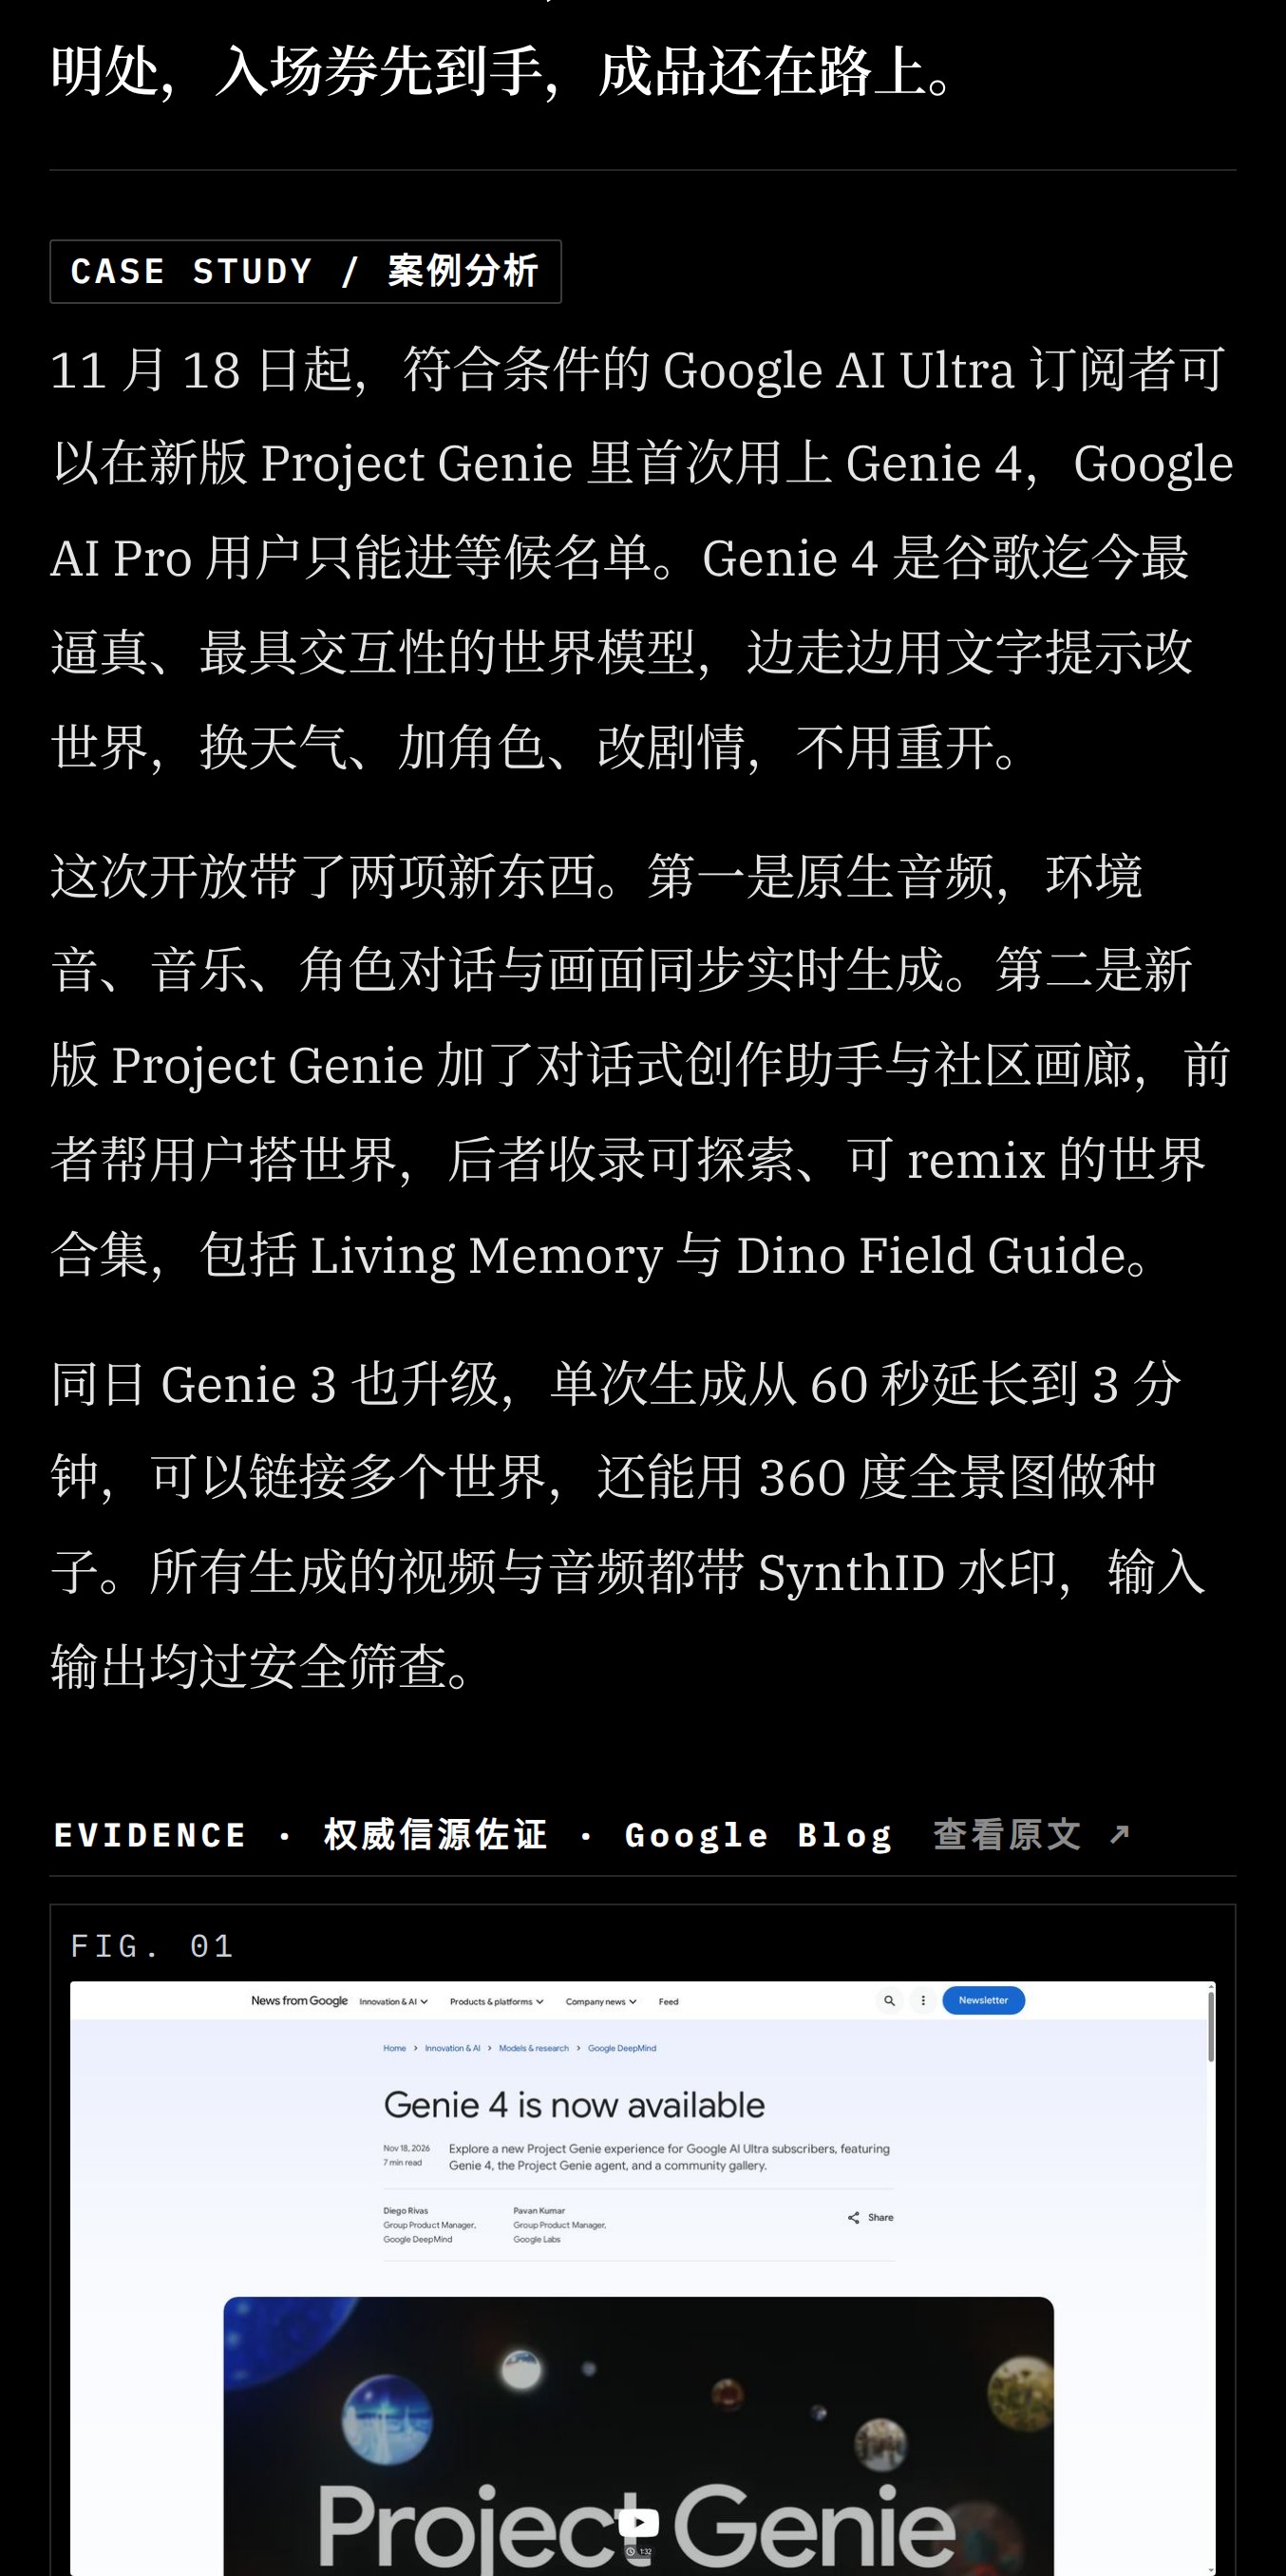 明处，入场券先到手，成品还在路上。
CASE STUDY / 案例分析
11 月 18 日起，符合条件的 Google AI Ultra 订阅者可
以在新版 Project Genie 里首次用上 Genie 4，Google
AI Pro 用户只能进等候名单。Genie 4 是谷歌迄今最
逼真、最具交互性的世界模型，边走边用文字提示改
世界，换天气、加角色、改剧情，不用重开。
这次开放带了两项新东西。第一是原生音频，环境
音、音乐、角色对话与画面同步实时生成。第二是新
版 Project Genie 加了对话式创作助手与社区画廊，前
者帮用户搭世界，后者收录可探索、可 remix 的世界
合集，包括 Living Memory 与 Dino Field Guide。
同日 Genie 3 也升级，单次生成从 60 秒延长到 3 分
钟，可以链接多个世界，还能用 360 度全景图做种
子。所有生成的视频与音频都带 SynthID 水印，输入
输出均过安全筛查。
EVIDENCE · 权威信源佐证 · Google Blog 查看原文 ↗
FIG. 01
News from Google Innovation & AI Products & platforms Company news Feed Newsletter
Home > Innovation & AI > Models & research > Google DeepMind
Genie 4 is now available
Nov 18, 2026
7 min read
Explore a new Project Genie experience for Google AI Ultra subscribers, featuring
Genie 4, the Project Genie agent, and a community gallery.
Diego Rivas
Group Product Manager,
Google DeepMind
Pavan Kumar
Group Product Manager,
Google Labs
Share
Project Genie
1:32